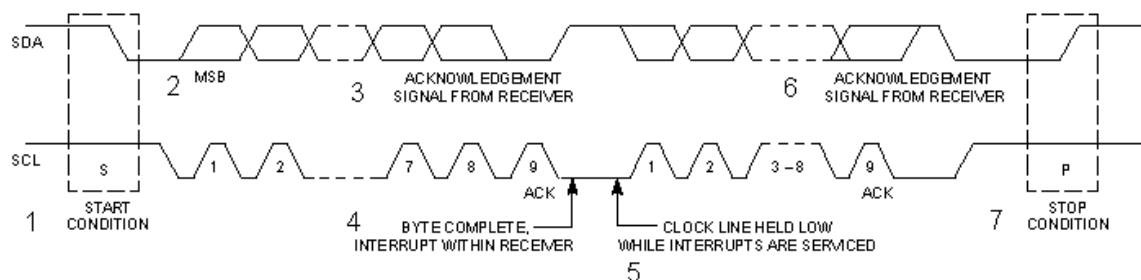 SDA
2 MSB
3 ACKNOWLEDGEMENT
SIGNAL FROM RECEIVER
6 ACKNOWLEDGEMENT
SIGNAL FROM RECEIVER
SCL
S
1
2
7
8
9
ACK
1
2
3 – 8
9
ACK
P
1 START
CONDITION
4 BYTE COMPLETE,
INTERRUPT WITHIN RECEIVER
CLOCK LINE HELD LOW
WHILE INTERRUPTS ARE SERVICED
5
7 STOP
CONDITION